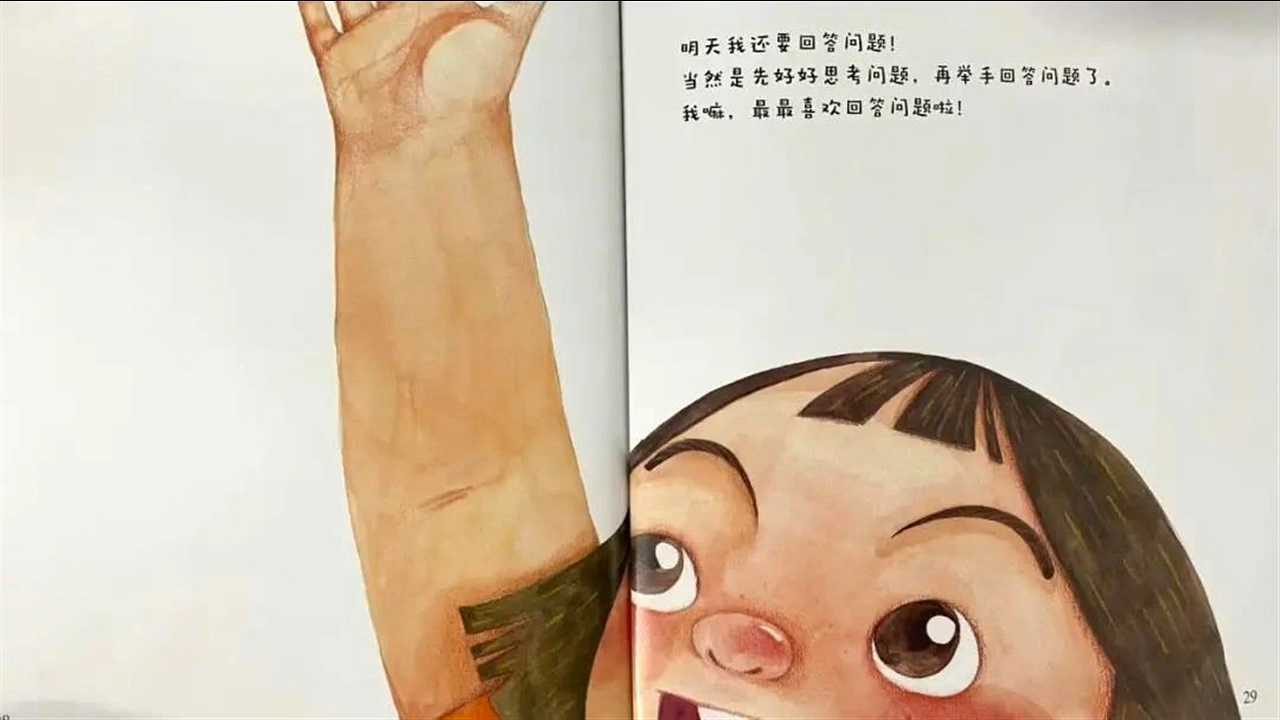 明天我还要回答问题！
当然是先好好思考问题，再举手回答问题了。
我嘛，最最喜欢回答问题啦！
29